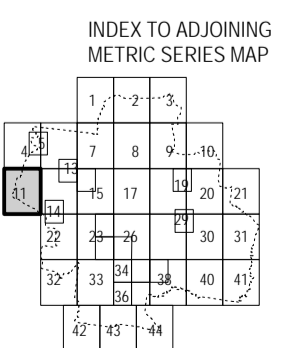 INDEX TO ADJOINING
METRIC SERIES MAP
1 2 3
4 5 7 8 9 10
13
11 15 17 19 20 21
14 29
22 23 26 30 31
32 33 34 38 40 41
36
42 43 44